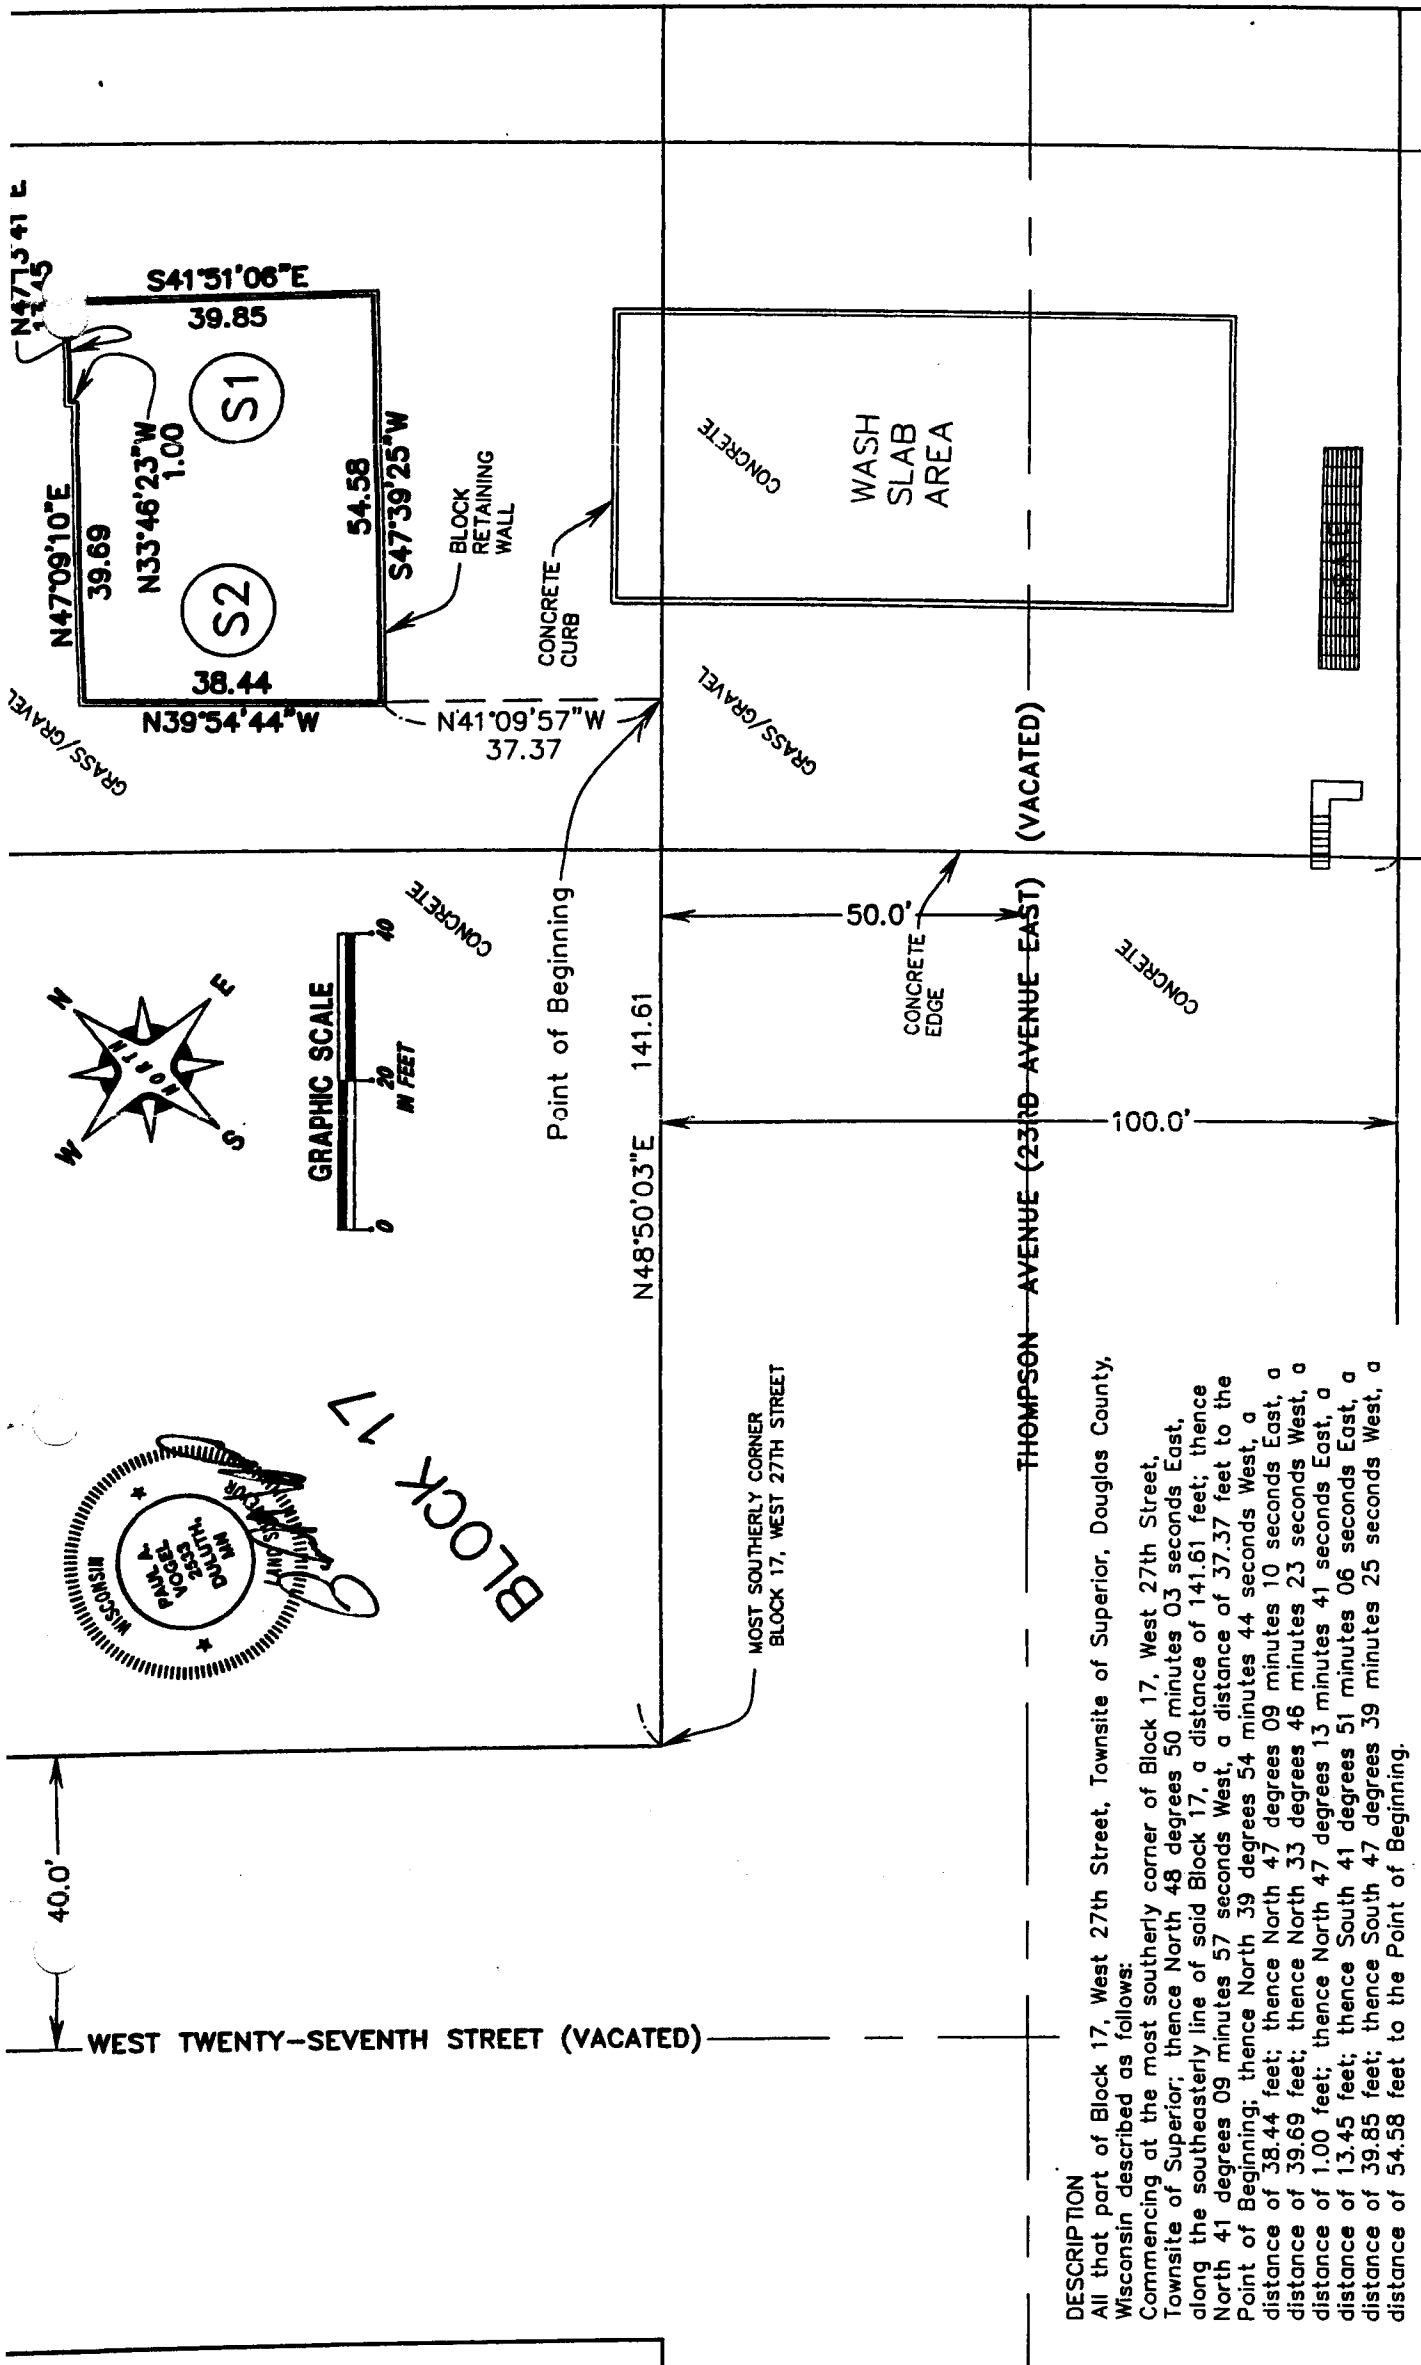 N47°13'41"E
13.45
S41°51'06"E
39.85
N47°09'10"E
39.69
N33°46'23"W
1.00
S1
S2
54.58
S47°39'25"W
38.44
N39°54'44"W
BLOCK
RETAINING
WALL
GRASS/GRAVEL
N41°09'57"W
37.37
CONCRETE
CURB
CONCRETE
WASH
SLAB
AREA
GRASS/GRAVEL
Point of Beginning
CONCRETE
N
E
S
W
NORTH
GRAPHIC SCALE
0
20
40
IN FEET
N48°50'03"E 141.61
50.0'
CONCRETE
EDGE
CONCRETE
100.0'
THOMPSON AVENUE (23RD AVENUE EAST) (VACATED)
WISCONSIN
PAUL A.
VOGEL
2533
DULUTH,
MN
LAND SURVEYOR
BLOCK 17
MOST SOUTHERLY CORNER
BLOCK 17, WEST 27TH STREET
40.0'
WEST TWENTY-SEVENTH STREET (VACATED)
DESCRIPTION
All that part of Block 17, West 27th Street, Townsite of Superior, Douglas County,
Wisconsin described as follows:
Commencing at the most southerly corner of Block 17, West 27th Street,
Townsite of Superior; thence North 48 degrees 50 minutes 03 seconds East,
along the southeasterly line of said Block 17, a distance of 141.61 feet; thence
North 41 degrees 09 minutes 57 seconds West, a distance of 37.37 feet to the
Point of Beginning; thence North 39 degrees 54 minutes 44 seconds West, a
distance of 38.44 feet; thence North 47 degrees 09 minutes 10 seconds East, a
distance of 39.69 feet; thence North 33 degrees 46 minutes 23 seconds West, a
distance of 1.00 feet; thence North 47 degrees 13 minutes 41 seconds East, a
distance of 13.45 feet; thence South 41 degrees 51 minutes 06 seconds East, a
distance of 39.85 feet; thence South 47 degrees 39 minutes 25 seconds West, a
distance of 54.58 feet to the Point of Beginning.